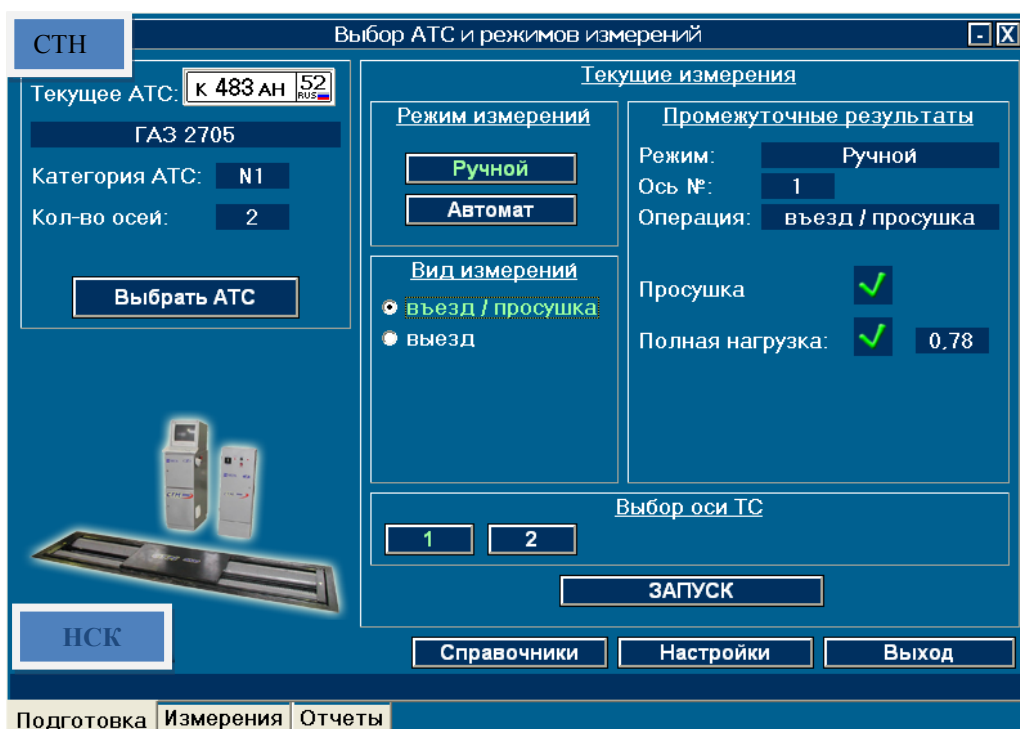 СТН
Выбор АТС и режимов измерений
- X
Текущее АТС: К 483 АН 52 RUS
ГАЗ 2705
Категория АТС: N1
Кол-во осей: 2
Выбрать АТС
Текущие измерения
Режим измерений
Ручной
Автомат
Вид измерений
въезд / просушка
выезд
Промежуточные результаты
Режим: Ручной
Ось №: 1
Операция: въезд / просушка
Просушка
Полная нагрузка: 0,78
Выбор оси ТС
1 2
ЗАПУСК
НСК
Справочники Настройки Выход
Подготовка Измерения Отчеты